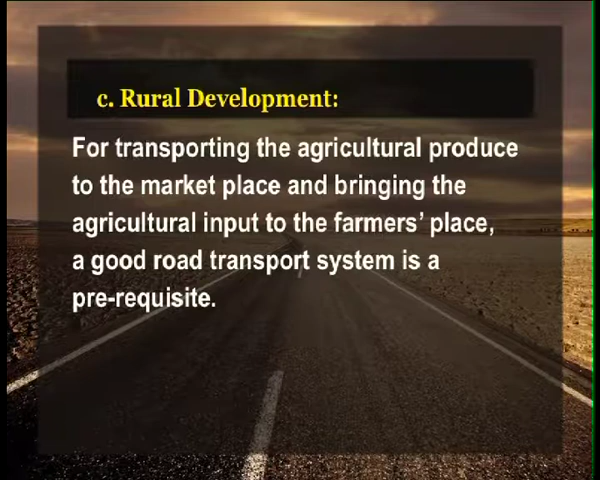 c. Rural Development:
For transporting the agricultural produce
to the market place and bringing the
agricultural input to the farmers’ place,
a good road transport system is a
pre-requisite.